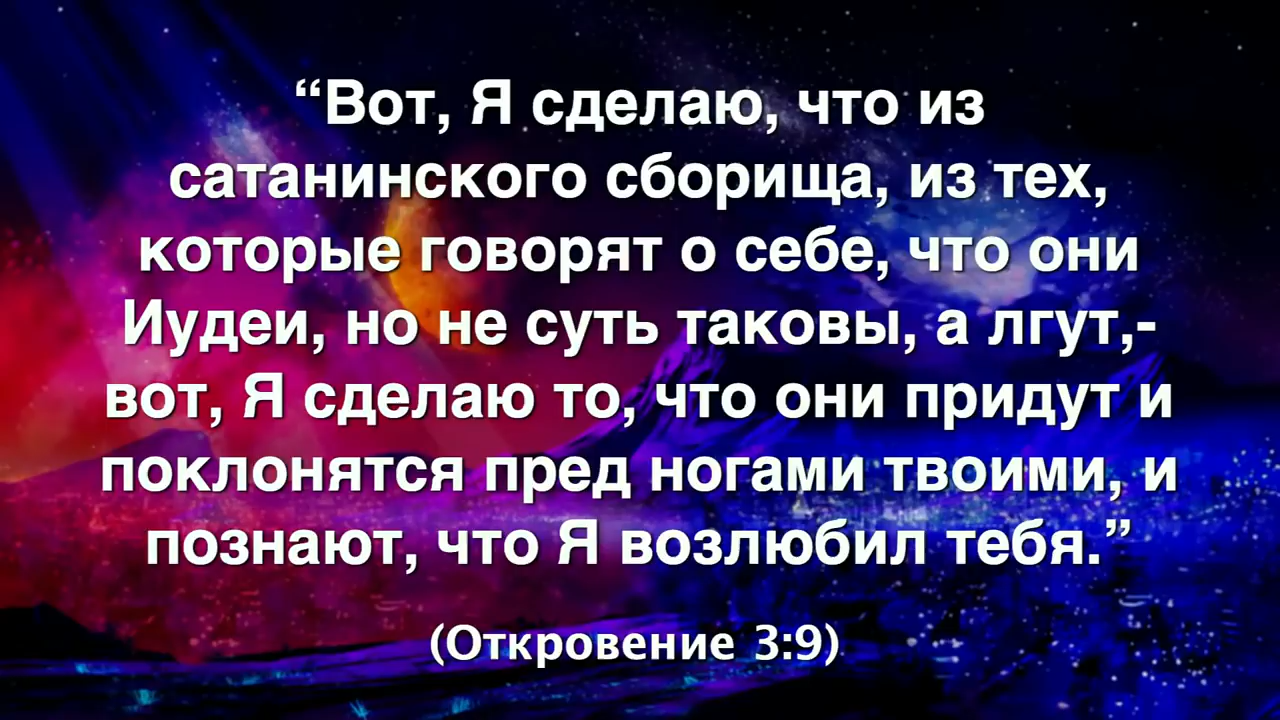 “Вот, Я сделаю, что из
сатанинского сборища, из тех,
которые говорят о себе, что они
Иудеи, но не суть таковы, а лгут,-
вот, Я сделаю то, что они придут и
поклонятся пред ногами твоими, и
познают, что Я возлюбил тебя.”
(Откровение 3:9)